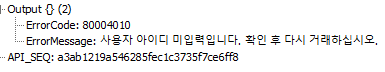 Output {} (2)
ErrorCode: 80004010
ErrorMessage: 사용자 아이디 미입력입니다. 확인 후 다시 거래하십시오.
API_SEQ: a3ab1219a546285fec1c3735f7ce6ff8